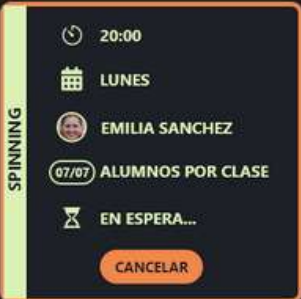 SPINNING
20:00
LUNES
EMILIA SANCHEZ
07/07 ALUMNOS POR CLASE
EN ESPERA...
CANCELAR